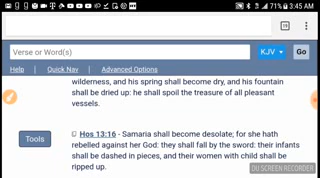 71% 3:45 AM
19
Verse or Word(s)
KJV
Go
Help | Quick Nav | Advanced Options
wilderness, and his spring shall become dry, and his fountain
shall be dried up: he shall spoil the treasure of all pleasant
vessels.
Tools
Hos 13:16 - Samaria shall become desolate; for she hath
rebelled against her God: they shall fall by the sword: their infants
shall be dashed in pieces, and their women with child shall be
ripped up.
DU SCREEN RECORDER